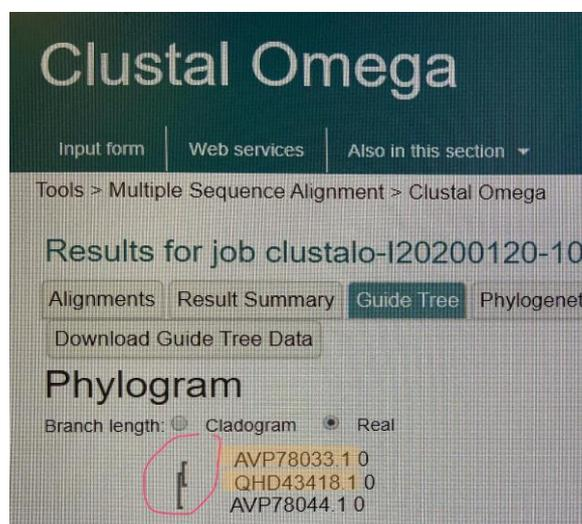 Clustal Omega
Input form Web services Also in this section
Tools > Multiple Sequence Alignment > Clustal Omega
Results for job clustalo-I20200120-10
Alignments Result Summary Guide Tree Phylogenet
Download Guide Tree Data
Phylogram
Branch length: Cladogram Real
AVP78033.1 0
QHD43418.1 0
AVP78044.1 0